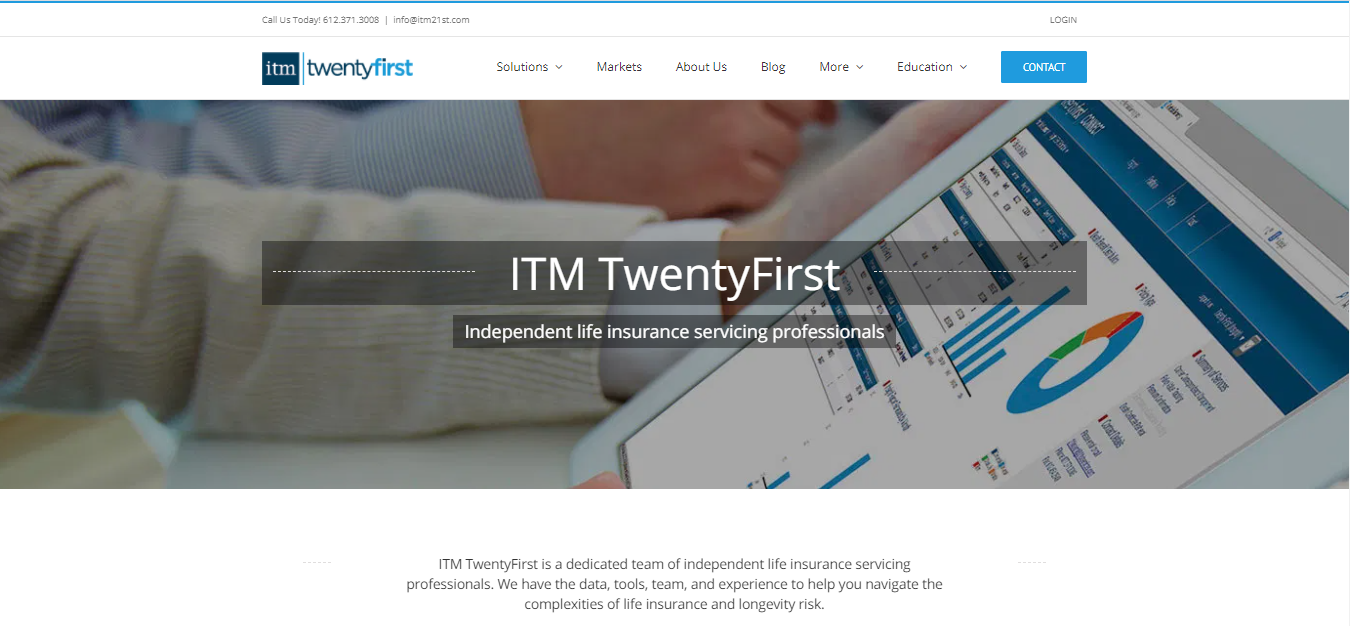 Call Us Today! 612.371.3008 | info@itm21st.com
LOGIN
itm twentyfirst
Solutions
Markets
About Us
Blog
More
Education
CONTACT
ITM TwentyFirst
Independent life insurance servicing professionals
ITM TwentyFirst is a dedicated team of independent life insurance servicing
professionals. We have the data, tools, team, and experience to help you navigate the
complexities of life insurance and longevity risk.